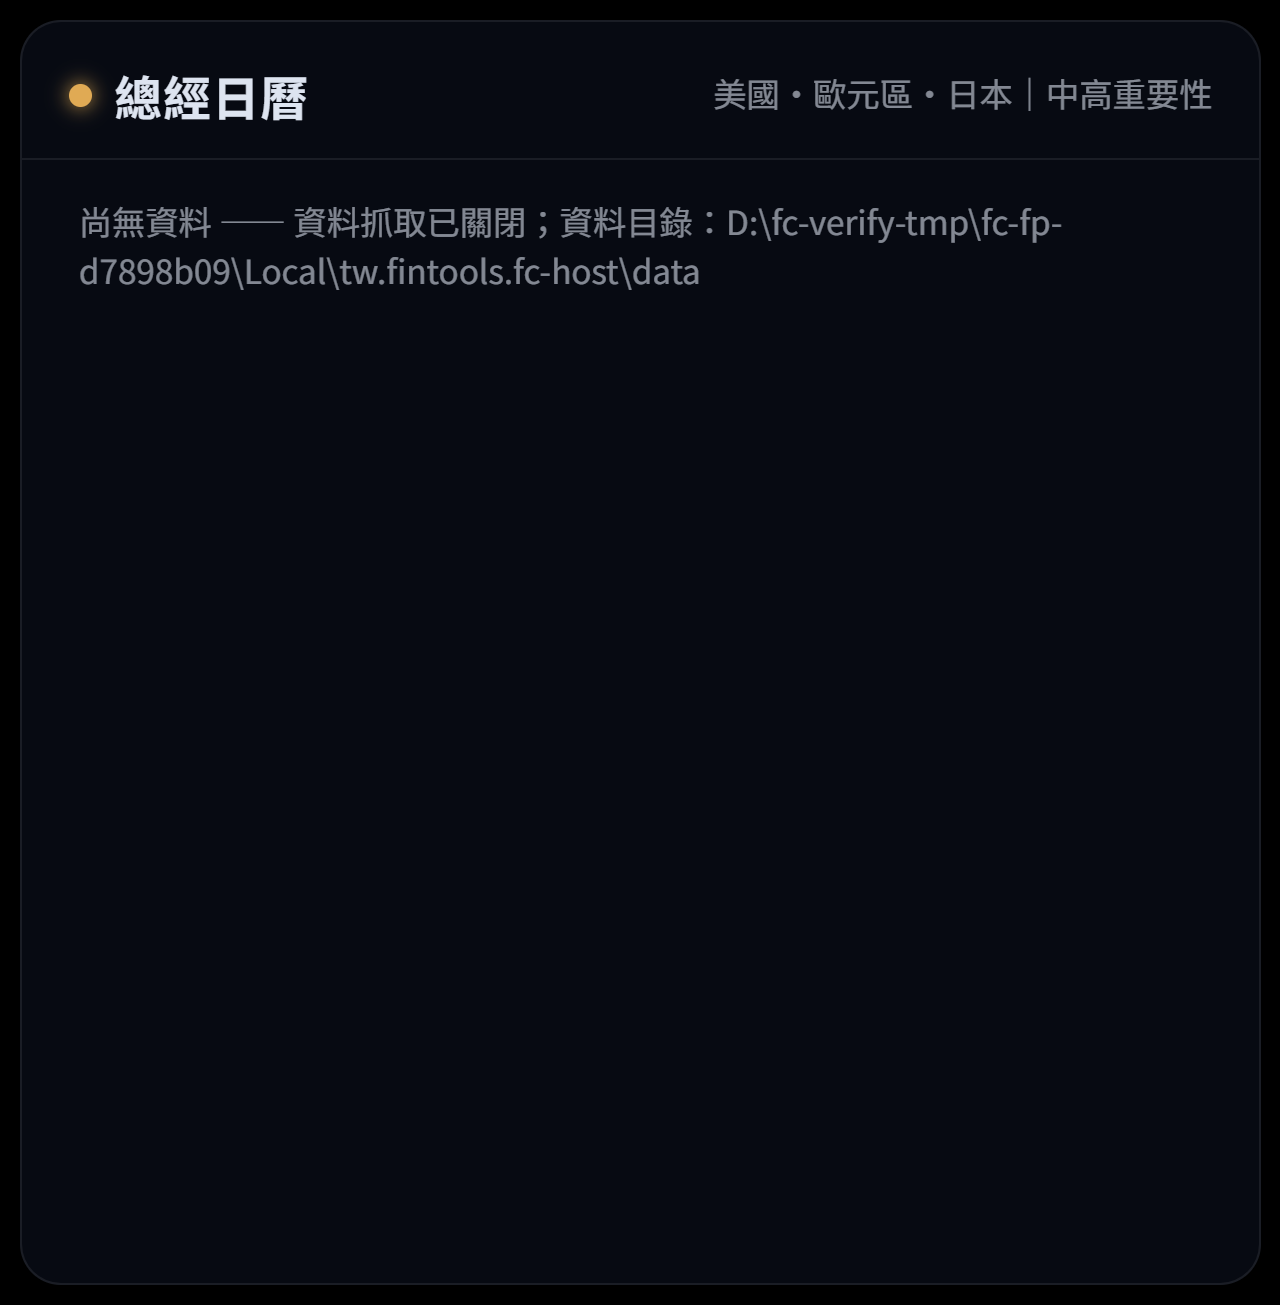 總經日曆
美國・歐元區・日本｜中高重要性
尚無資料 —— 資料抓取已關閉；資料目錄：D:\fc-verify-tmp\fc-fp-
d7898b09\Local\tw.fintools.fc-host\data